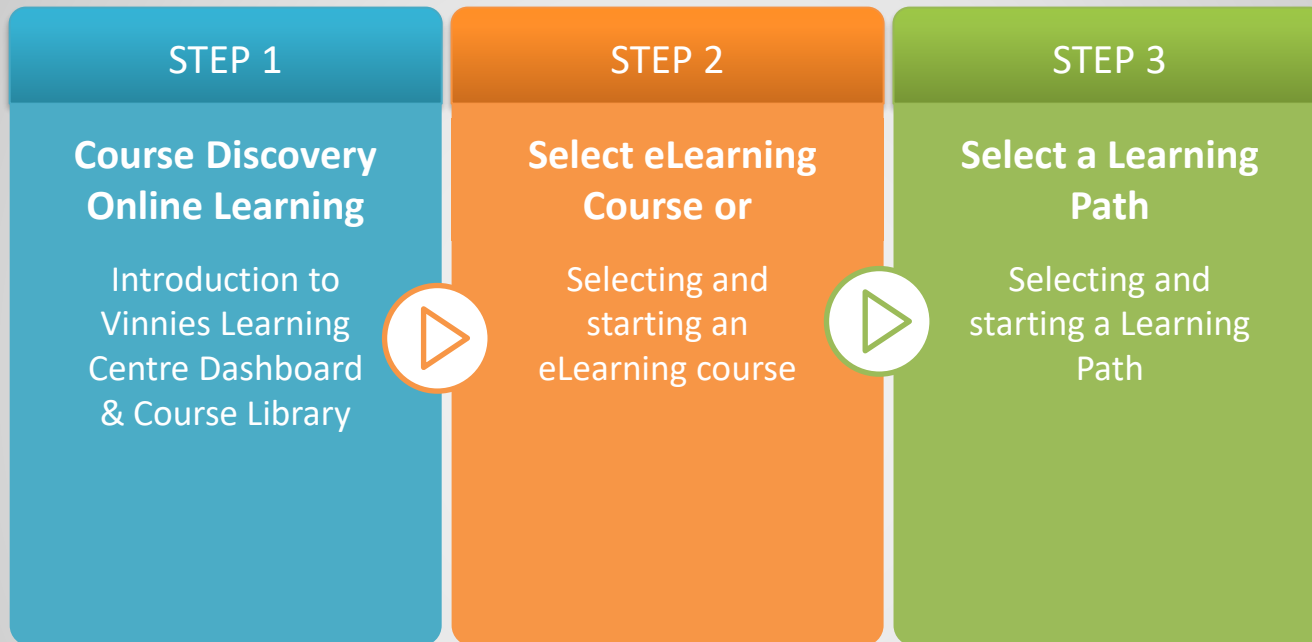 STEP 1
Course Discovery
Online Learning
Introduction to
Vinnies Learning
Centre Dashboard
& Course Library
STEP 2
Select eLearning
Course or
Selecting and
starting an
eLearning course
STEP 3
Select a Learning
Path
Selecting and
starting a Learning
Path